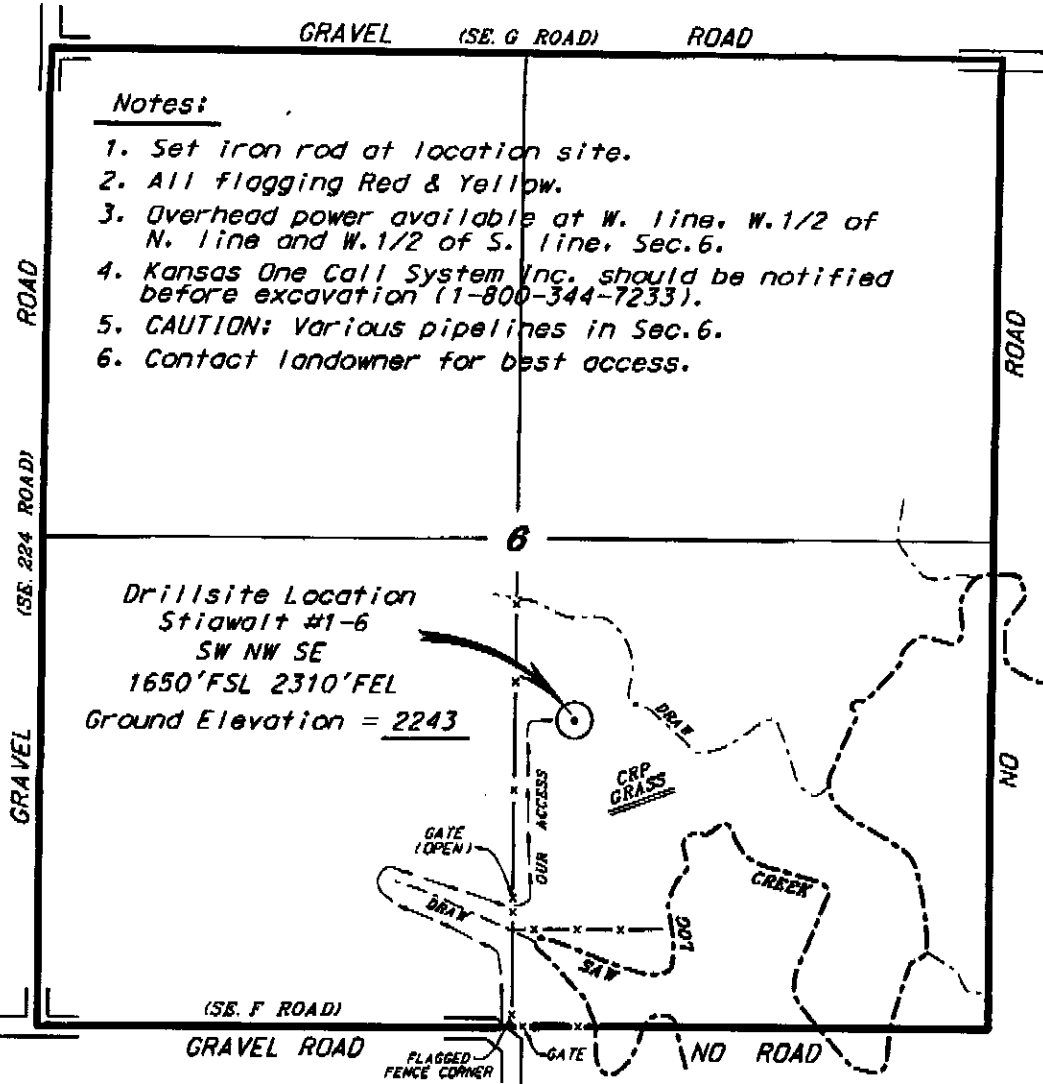 GRAVEL (SE. G ROAD) ROAD
Notes:
1. Set iron rod at location site.
2. All flagging Red & Yellow.
3. Overhead power available at W. line, W.1/2 of
N. line and W.1/2 of S. line, Sec.6.
4. Kansas One Call System Inc. should be notified
before excavation (1-800-344-7233).
5. CAUTION: Various pipelines in Sec.6.
6. Contact landowner for best access.
ROAD
(SE. 224 ROAD)
GRAVEL
ROAD
NO
6
Drillsite Location
Stiawalt #1-6
SW NW SE
1650'FSL 2310'FEL
Ground Elevation = 2243
DRAW
CRP
GRASS
OUR ACCESS
GATE
(OPEN)
DRAW
CREEK
LOG
SAW
(SE. F ROAD)
GRAVEL ROAD
FLAGGED
FENCE CORNER
GATE
NO ROAD